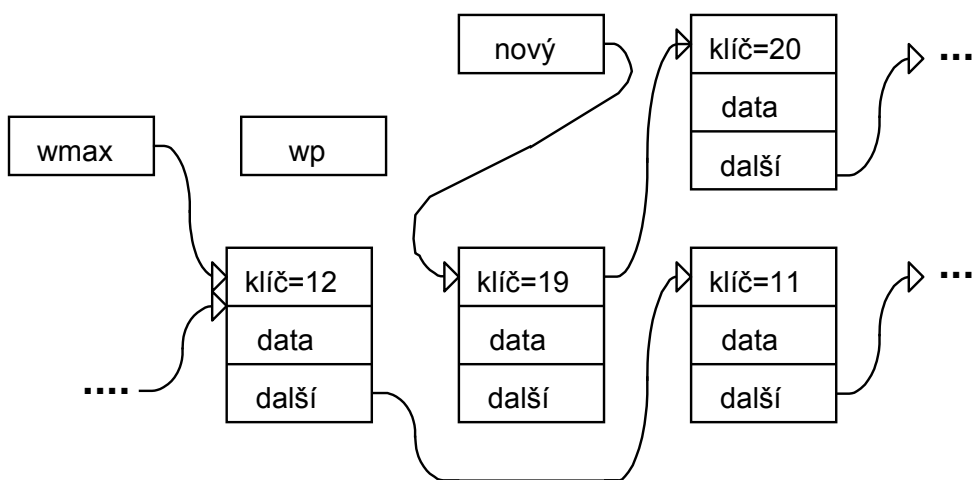 nový
klíč=20
...
data
další
wmax
wp
klíč=12
data
další
....
klíč=19
data
další
klíč=11
data
další
...